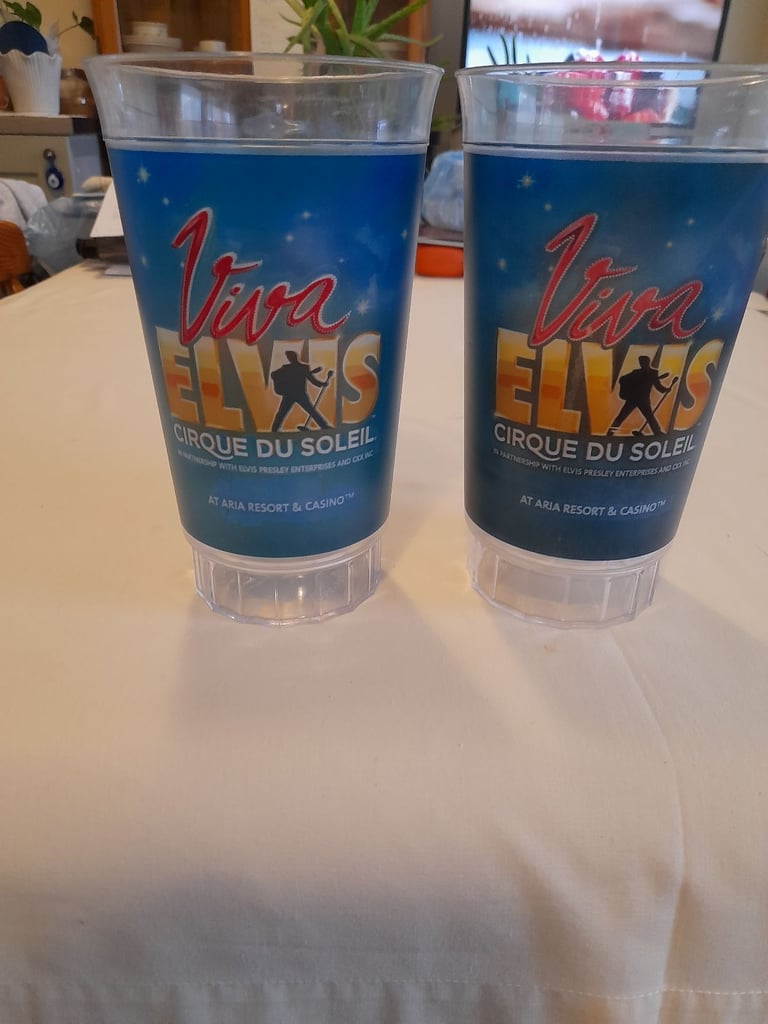 Viva
ELVIS
CIRQUE DU SOLEIL
IN PARTNERSHIP WITH ELVIS PRESLEY ENTERPRISES AND CKX INC
AT ARIA RESORT & CASINO™
Viva
ELVIS
CIRQUE DU SOLEIL
IN PARTNERSHIP WITH ELVIS PRESLEY ENTERPRISES AND CKX INC
AT ARIA RESORT & CASINO™